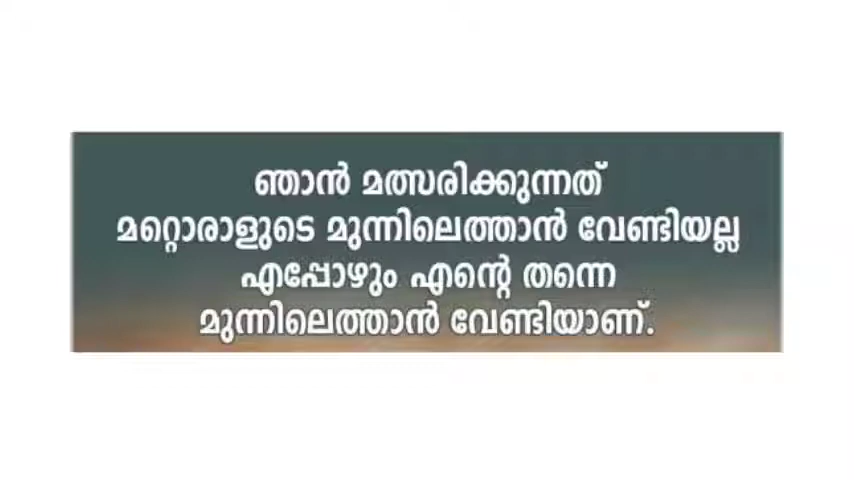 ഞാൻ മത്സരിക്കുന്നത്
മറ്റൊരാളുടെ മുന്നിലെത്താൻ വേണ്ടിയല്ല
എപ്പോഴും എന്റെ തന്നെ
മുന്നിലെത്താൻ വേണ്ടിയാണ്.